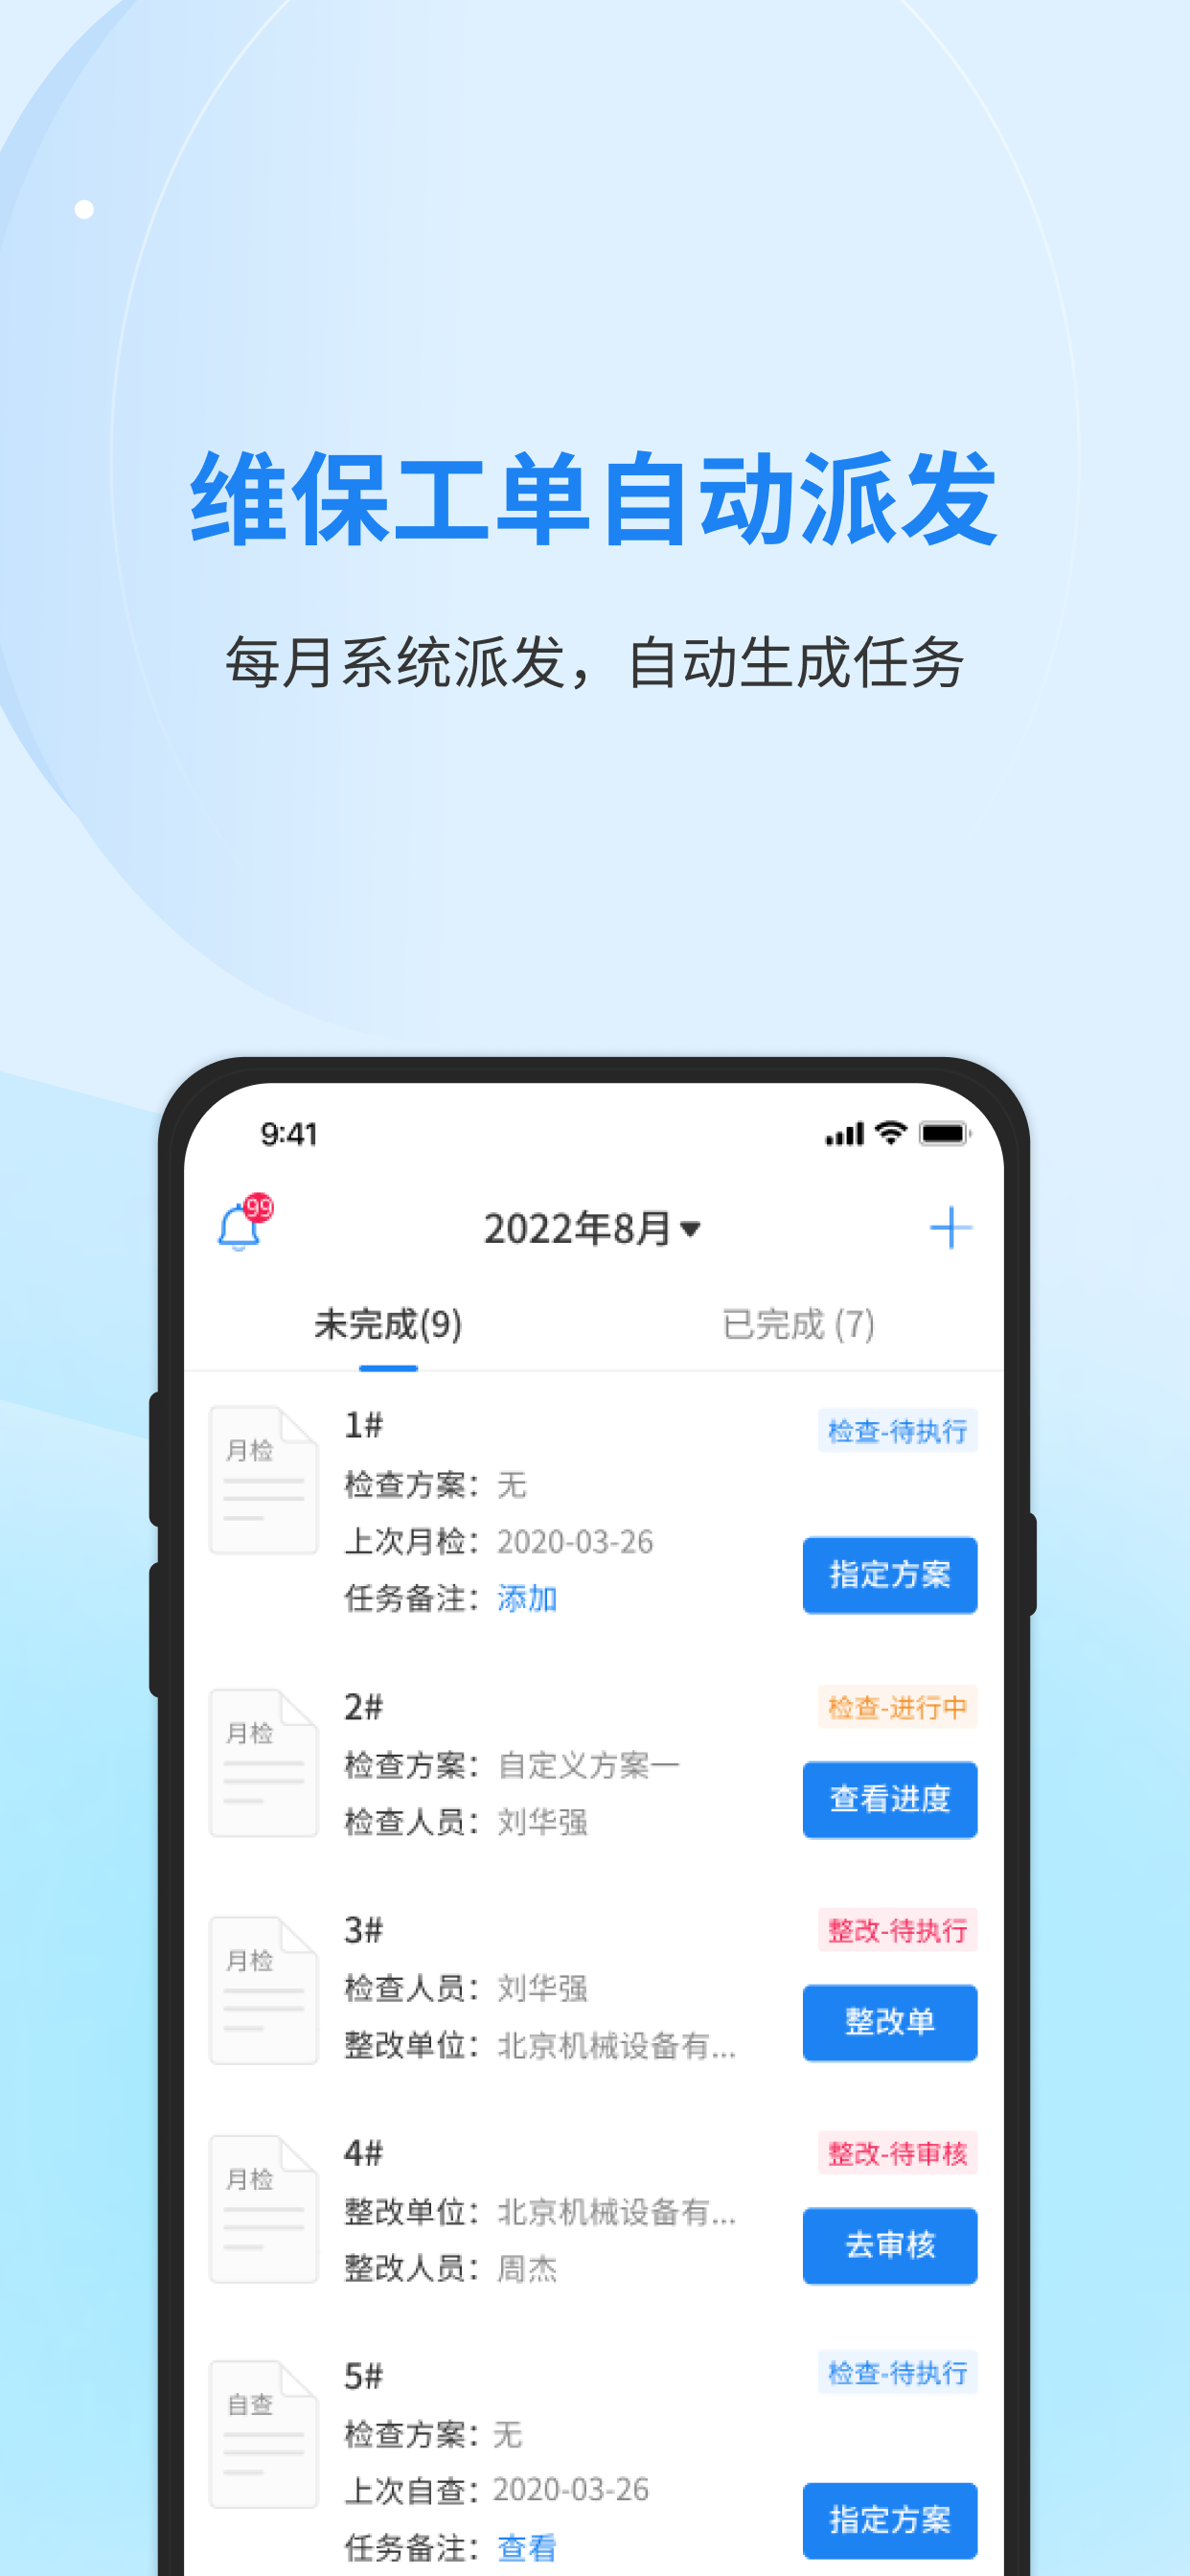 维保工单自动派发
每月系统派发，自动生成任务
9:41
99
2022年8月
未完成(9) 已完成 (7)
月检
1#
检查-待执行
检查方案：无
上次月检：2020-03-26
任务备注：添加
指定方案
月检
2#
检查-进行中
检查方案：自定义方案一
检查人员：刘华强
查看进度
月检
3#
整改-待执行
检查人员：刘华强
整改单位：北京机械设备有...
整改单
月检
4#
整改-待审核
整改单位：北京机械设备有...
整改人员：周杰
去审核
自查
5#
检查-待执行
检查方案：无
上次自查：2020-03-26
任务备注：查看
指定方案